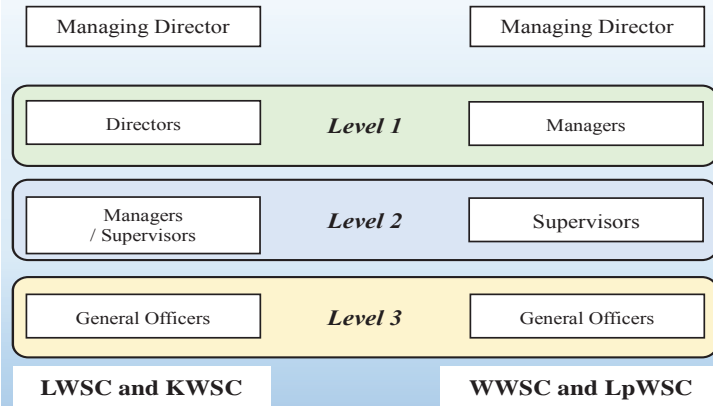 Managing Director
Managing Director
Directors
Level 1
Managers
Managers
/ Supervisors
Level 2
Supervisors
General Officers
Level 3
General Officers
LWSC and KWSC
WWSC and LpWSC